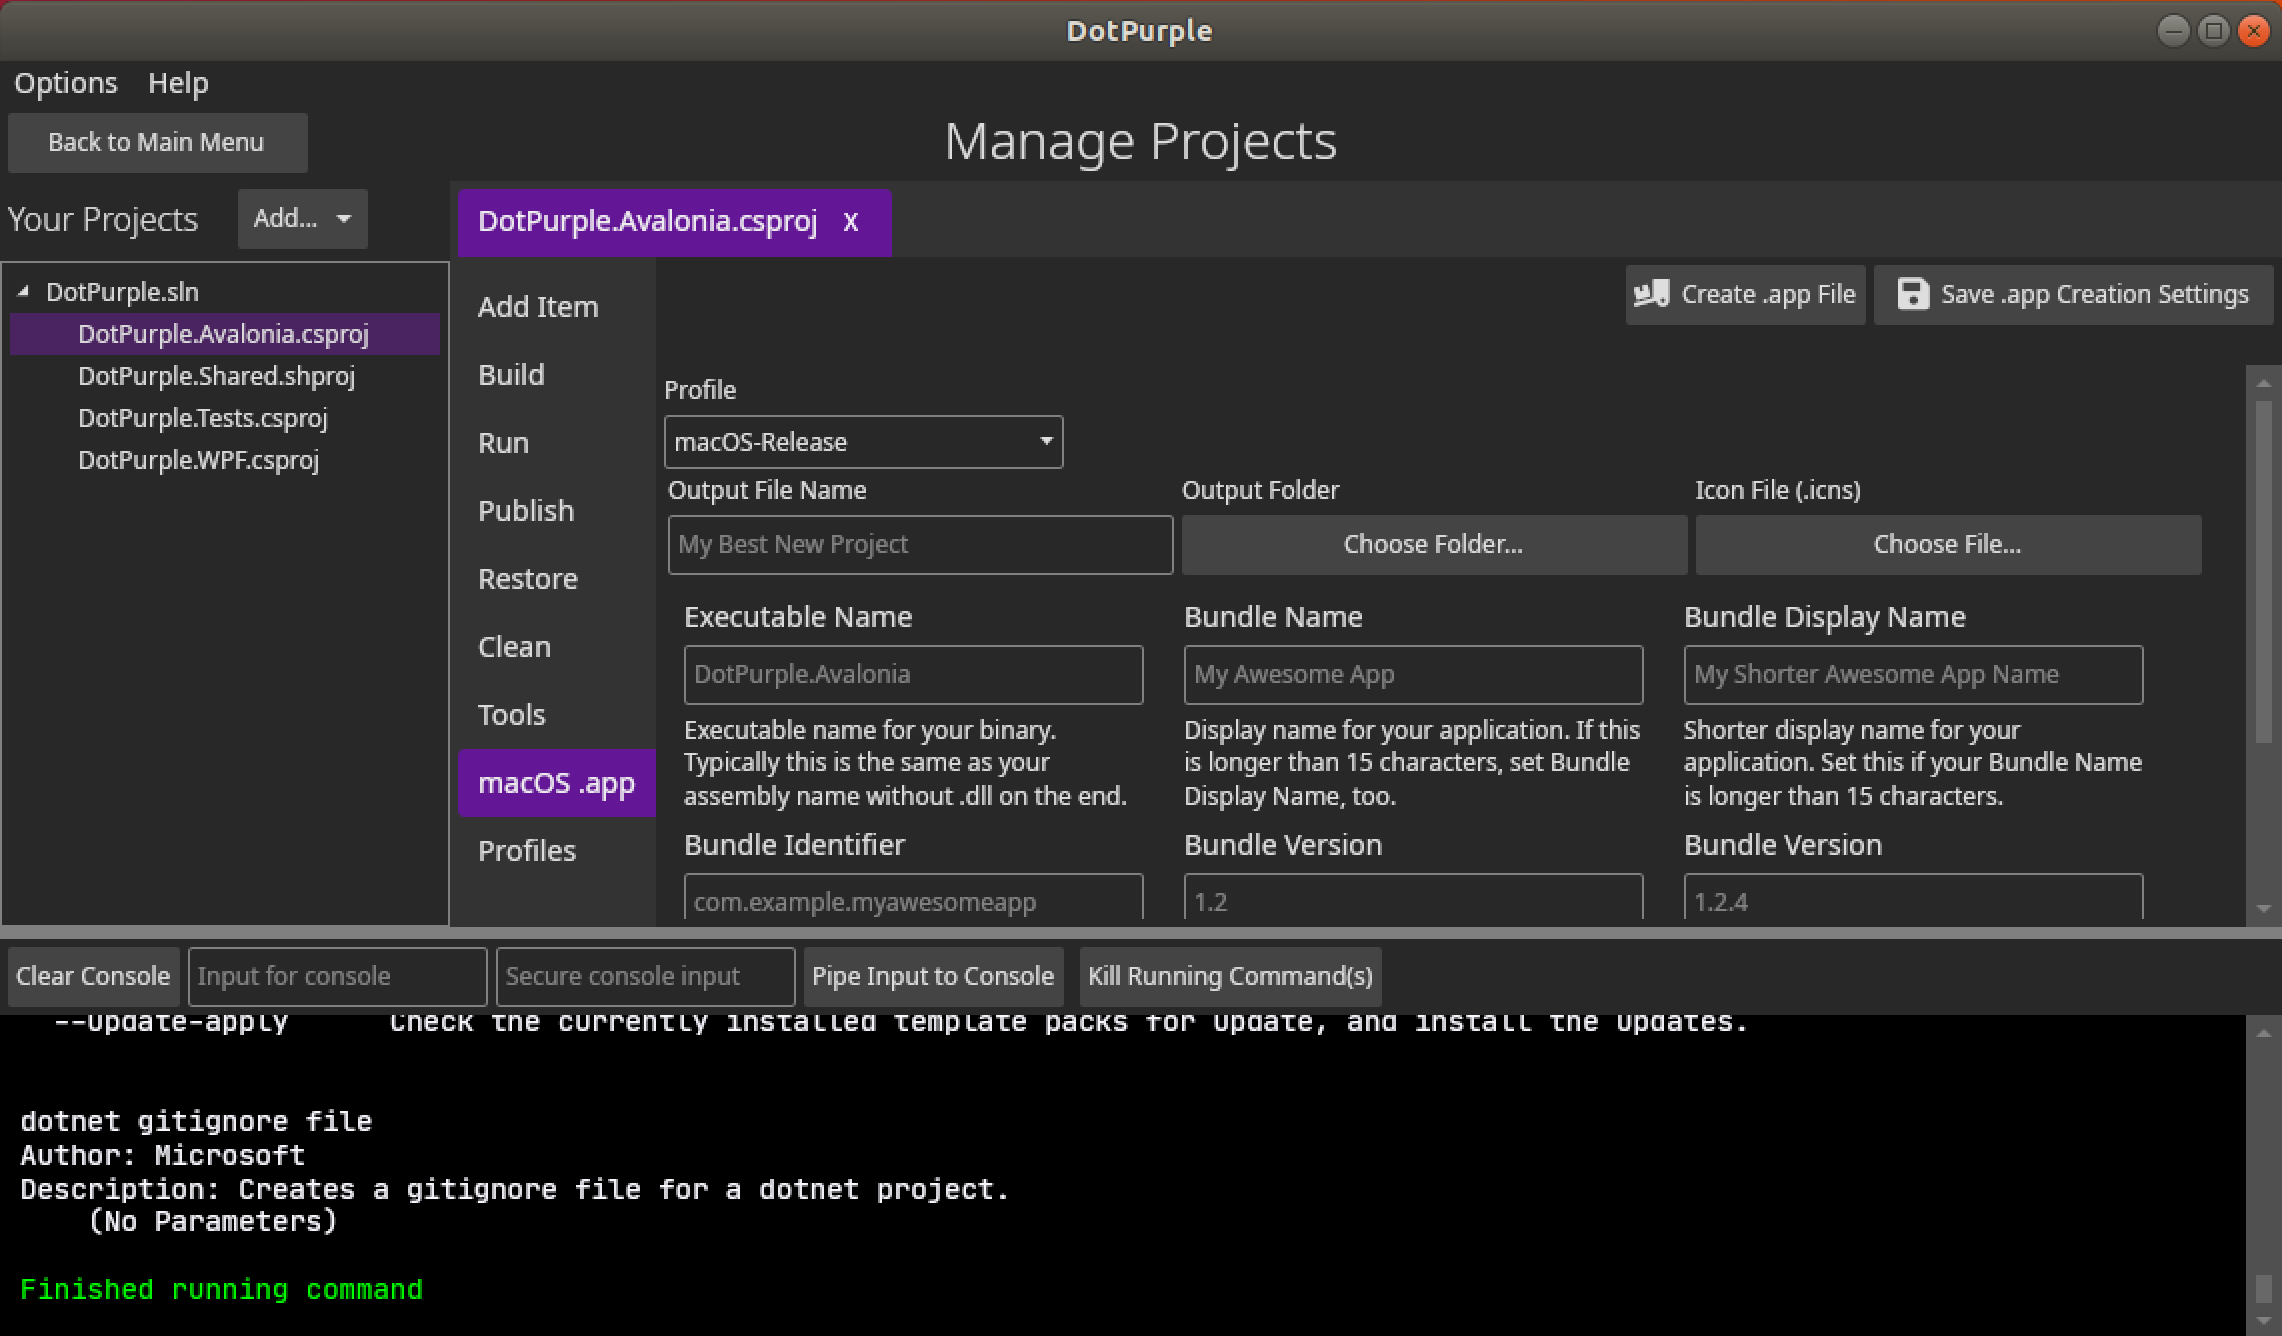 DotPurple
Options Help
Back to Main Menu
Manage Projects
Your Projects
Add...
DotPurple.sln
DotPurple.Avalonia.csproj
DotPurple.Shared.shproj
DotPurple.Tests.csproj
DotPurple.WPF.csproj
DotPurple.Avalonia.csproj X
Add Item
Build
Run
Publish
Restore
Clean
Tools
macOS .app
Profiles
Create .app File
Save .app Creation Settings
Profile
macOS-Release
Output File Name
My Best New Project
Output Folder
Choose Folder...
Icon File (.icns)
Choose File...
Executable Name
DotPurple.Avalonia
Executable name for your binary.
Typically this is the same as your
assembly name without .dll on the end.
Bundle Name
My Awesome App
Display name for your application. If this
is longer than 15 characters, set Bundle
Display Name, too.
Bundle Display Name
My Shorter Awesome App Name
Shorter display name for your
application. Set this if your Bundle Name
is longer than 15 characters.
Bundle Identifier
com.example.myawesomeapp
Bundle Version
1.2
Bundle Version
1.2.4
Clear Console
Input for console
Secure console input
Pipe Input to Console
Kill Running Command(s)
--update-apply Check the currently installed template packs for update, and install the updates.
dotnet gitignore file
Author: Microsoft
Description: Creates a gitignore file for a dotnet project.
(No Parameters)
Finished running command